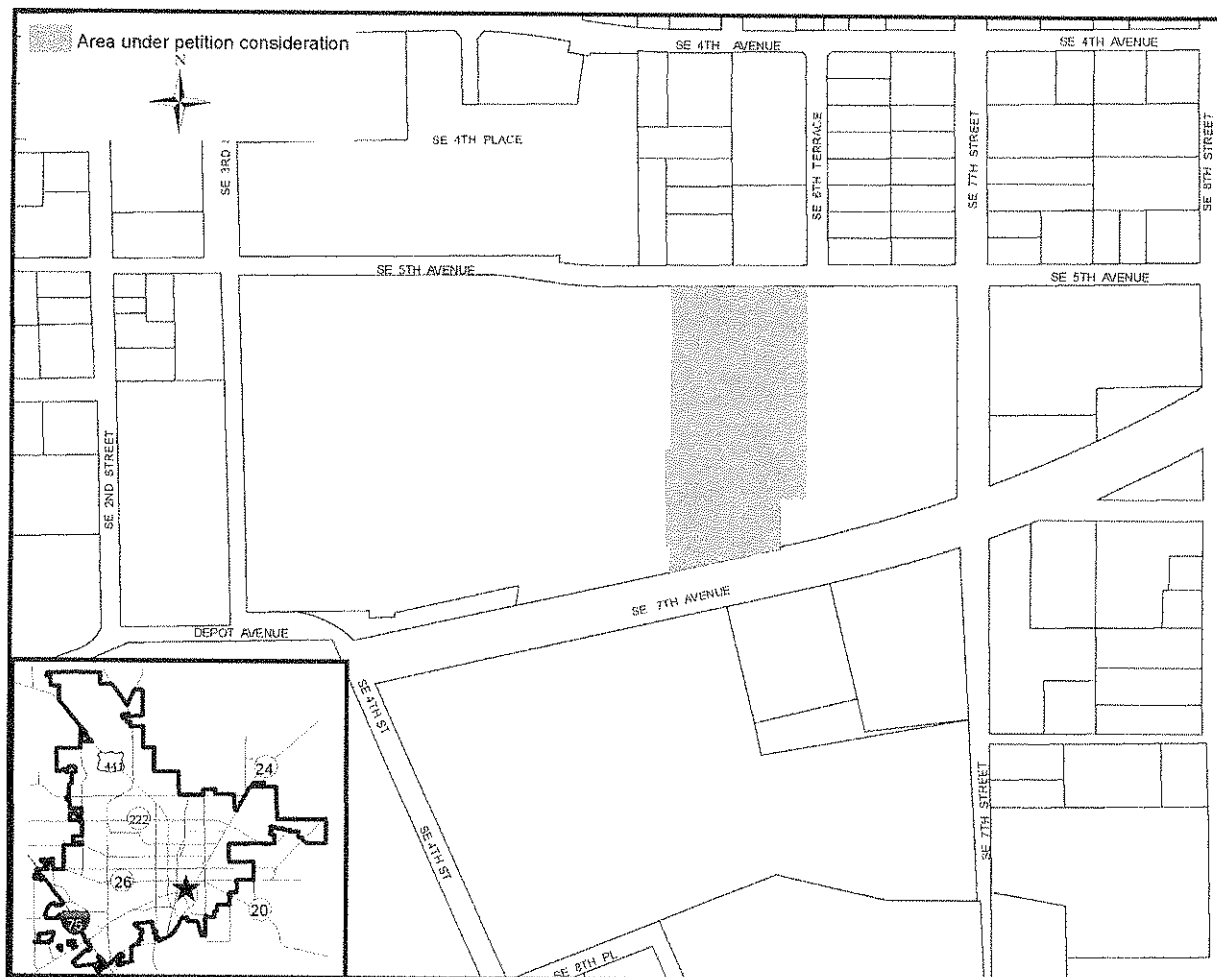 Area under petition consideration
N
SE 4TH AVENUE
SE 4TH AVENUE
SE 4TH PLACE
SE 3RD
SE 6TH TERRACE
SE 7TH STREET
SE 8TH STREET
SE 5TH AVENUE
SE 5TH AVENUE
SE 2ND STREET
SE 7TH AVENUE
DEPOT AVENUE
SE 4TH ST
SE 4TH ST
SE 7TH STREET
SE 8TH PL
441
24
222
26
20
75